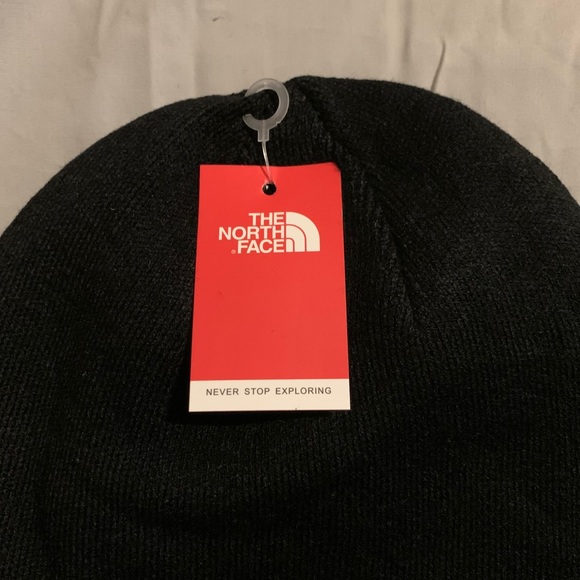 THE
NORTH
®FACE
NEVER STOP EXPLORING